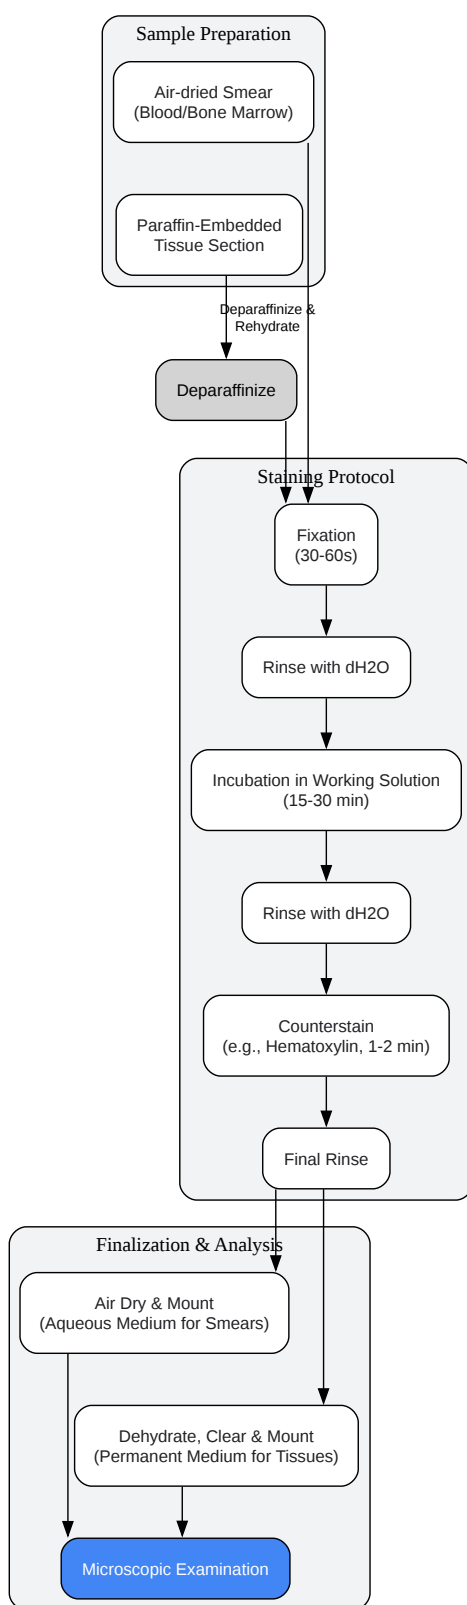 Sample Preparation
Air-dried Smear
(Blood/Bone Marrow)
Paraffin-Embedded
Tissue Section
Deparaffinize &
Rehydrate
Deparaffinize
Staining Protocol
Fixation
(30-60s)
Rinse with dH2O
Incubation in Working Solution
(15-30 min)
Rinse with dH2O
Counterstain
(e.g., Hematoxylin, 1-2 min)
Final Rinse
Finalization & Analysis
Air Dry & Mount
(Aqueous Medium for Smears)
Dehydrate, Clear & Mount
(Permanent Medium for Tissues)
Microscopic Examination